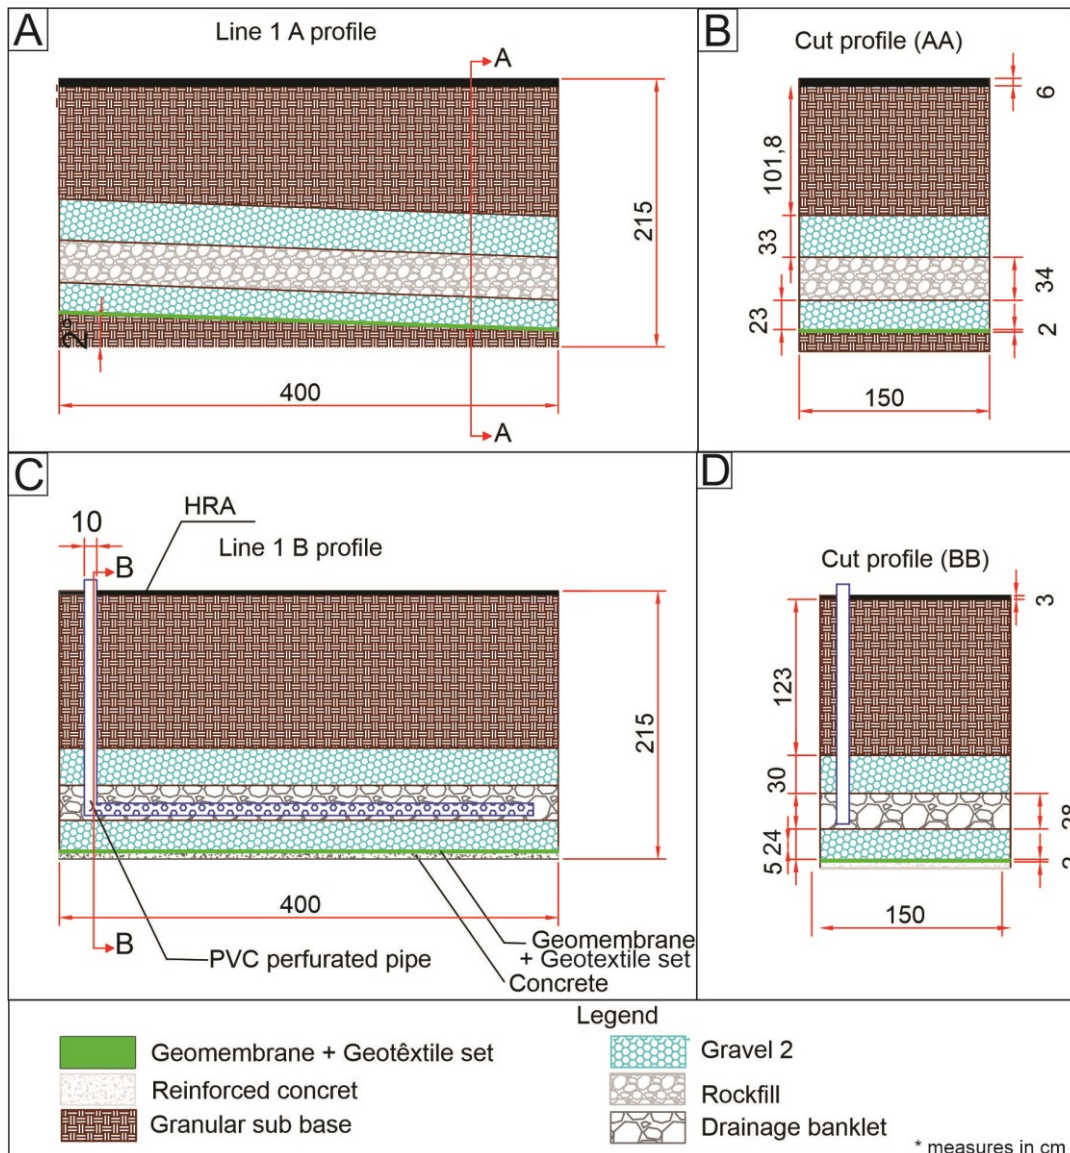 A
Line 1 A profile
A
215
2°
400
A
B
Cut profile (AA)
6
101,8
33
34
23
2
150
C
HRA
10
Line 1 B profile
B
215
400
B
PVC perfurated pipe
Geomembrane
+ Geotextile set
Concrete
D
Cut profile (BB)
3
123
30
28
24
5
2
150
Legend
Geomembrane + Geotêxtile set
Reinforced concret
Granular sub base
Gravel 2
Rockfill
Drainage banklet
* measures in cm